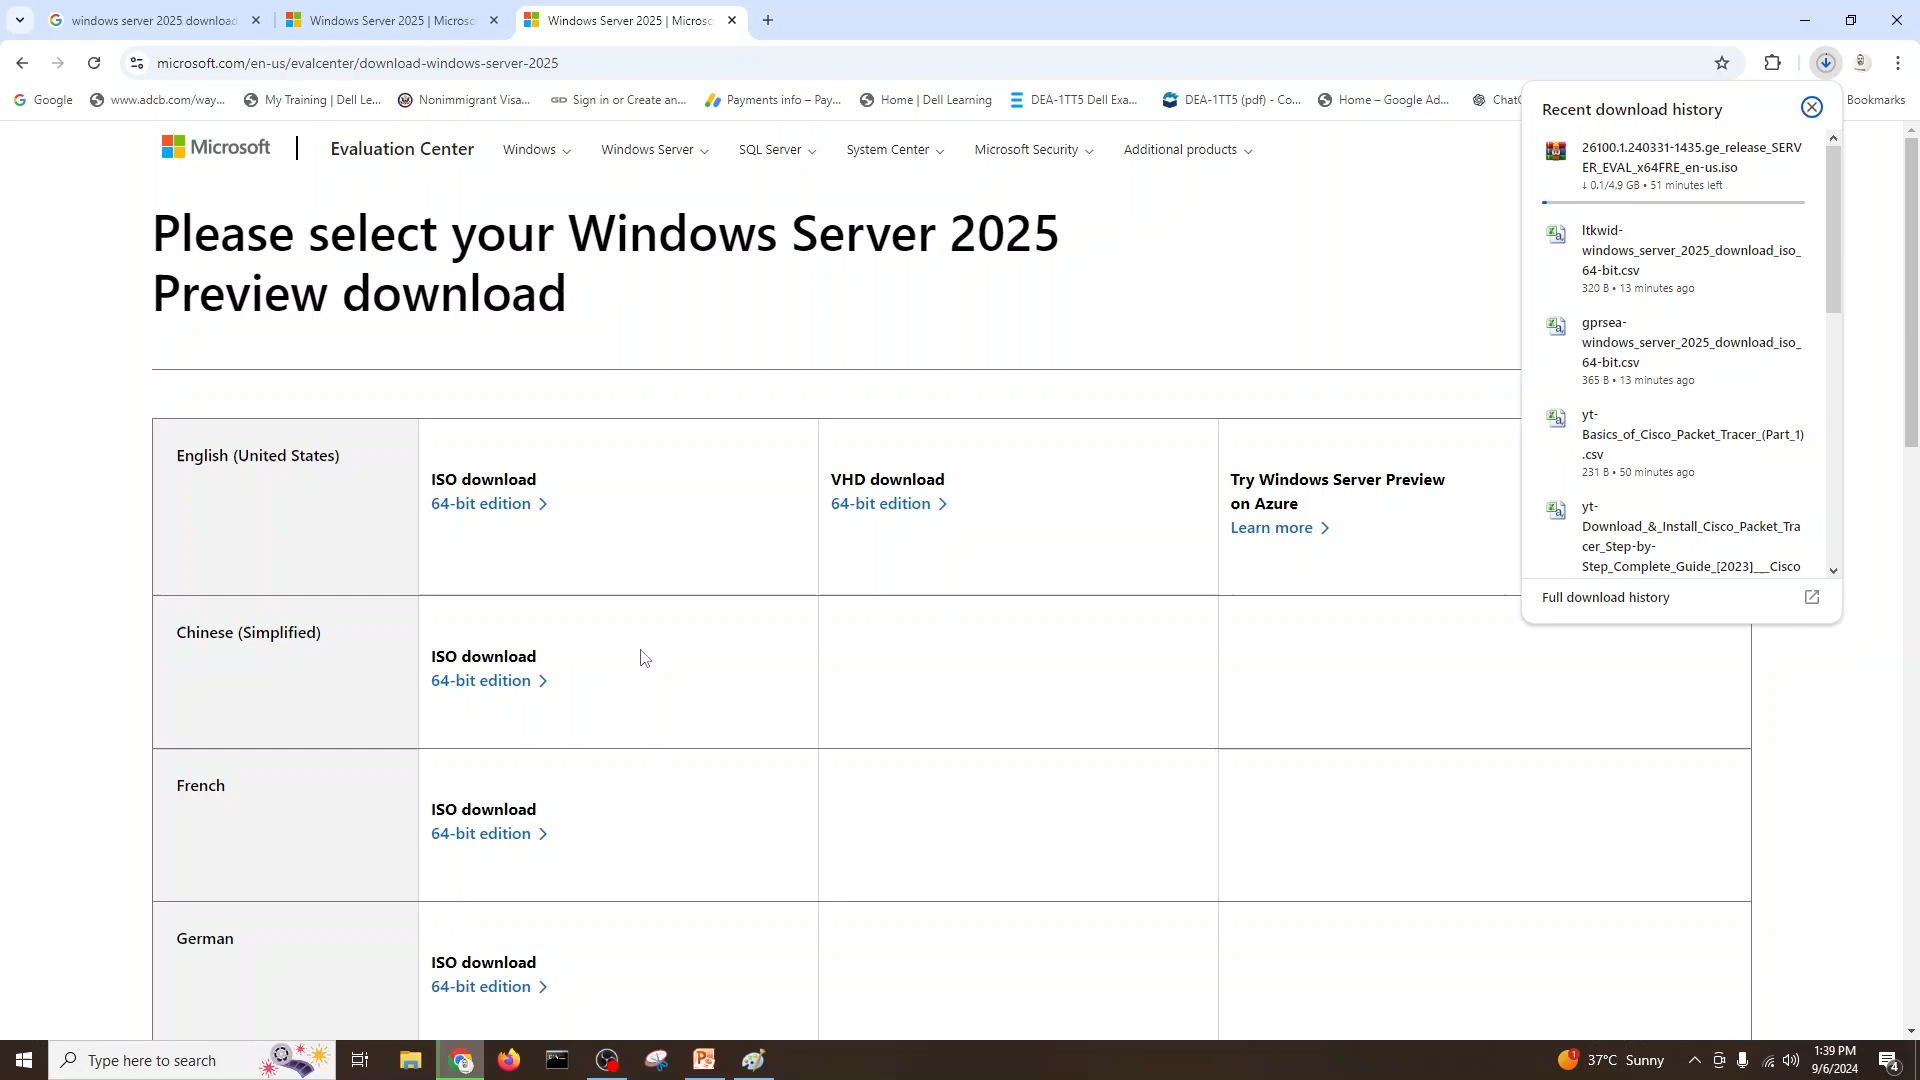 windows server 2025 download
Windows Server 2025 | Microso
Windows Server 2025 | Microso
microsoft.com/en-us/evalcenter/download-windows-server-2025
Google
www.adcb.com/way...
My Training | Dell Le...
Nonimmigrant Visa...
Sign in or Create an...
Payments info – Pay...
Home | Dell Learning
DEA-1TT5 Dell Exa...
DEA-1TT5 (pdf) - Co...
Home – Google Ad...
ChatG
Bookmarks
Microsoft
Evaluation Center
Windows
Windows Server
SQL Server
System Center
Microsoft Security
Additional products
Please select your Windows Server 2025
Preview download
English (United States)
ISO download
64-bit edition
VHD download
64-bit edition
Try Windows Server Preview
on Azure
Learn more
Chinese (Simplified)
ISO download
64-bit edition
French
ISO download
64-bit edition
German
ISO download
64-bit edition
Recent download history
26100.1.240331-1435.ge_release_SERV
ER_EVAL_x64FRE_en-us.iso
↓ 0.1/4.9 GB • 51 minutes left
ltkwid-
windows_server_2025_download_iso_
64-bit.csv
320 B • 13 minutes ago
gprsea-
windows_server_2025_download_iso_
64-bit.csv
365 B • 13 minutes ago
yt-
Basics_of_Cisco_Packet_Tracer_(Part_1)
.csv
231 B • 50 minutes ago
yt-
Download_&_Install_Cisco_Packet_Tra
cer_Step-by-
Step_Complete_Guide_[2023]___Cisco
Full download history
Type here to search
1
37°C Sunny
1:39 PM
9/6/2024
4